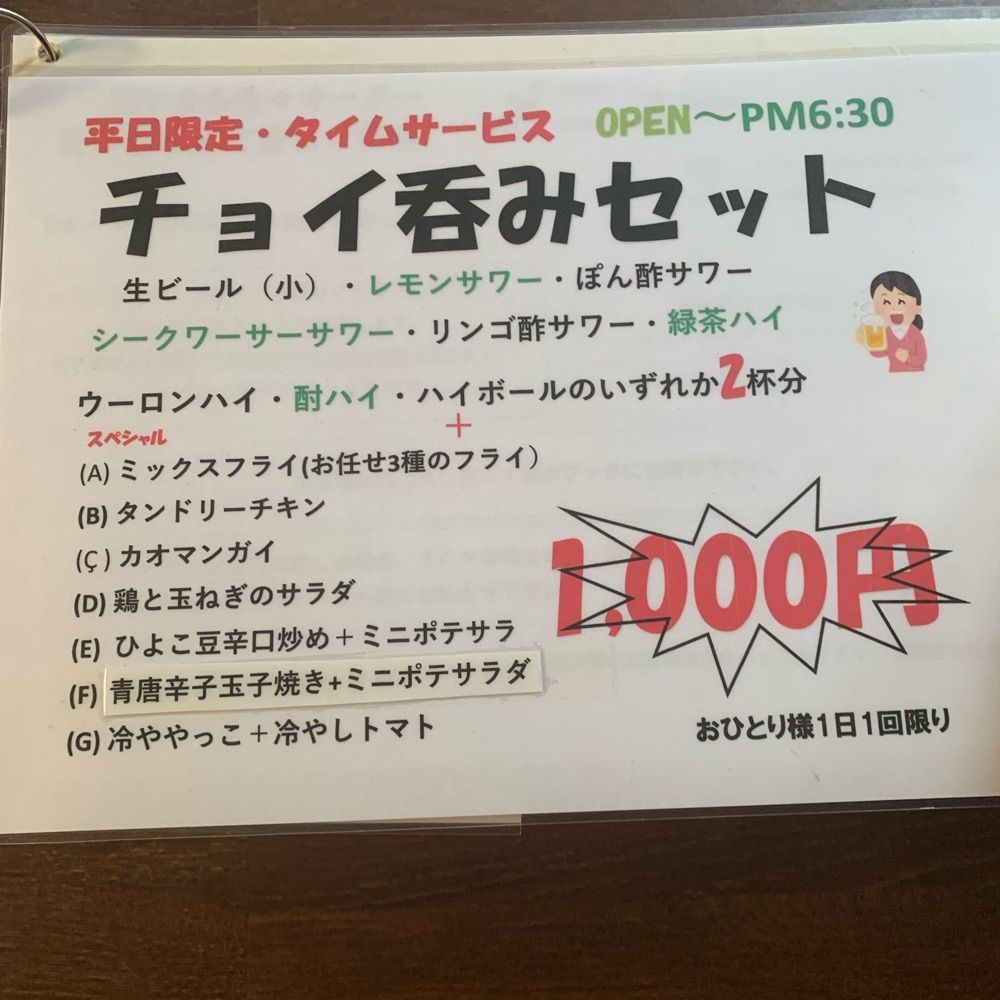 平日限定・タイムサービス OPEN～PM6:30
チョイ呑みセット
生ビール（小）・レモンサワー・ぽん酢サワー
シークワーサーサワー・リンゴ酢サワー・緑茶ハイ
ウーロンハイ・酎ハイ・ハイボールのいずれか2杯分
+
スペシャル
(A) ミックスフライ(お任せ3種のフライ）
(B) タンドリーチキン
(Ç ) カオマンガイ
(D) 鶏と玉ねぎのサラダ
(E) ひよこ豆辛口炒め＋ミニポテサラ
(F) 青唐辛子玉子焼き+ミニポテサラダ
(G) 冷ややっこ＋冷やしトマト
1,000円
おひとり様1日1回限り